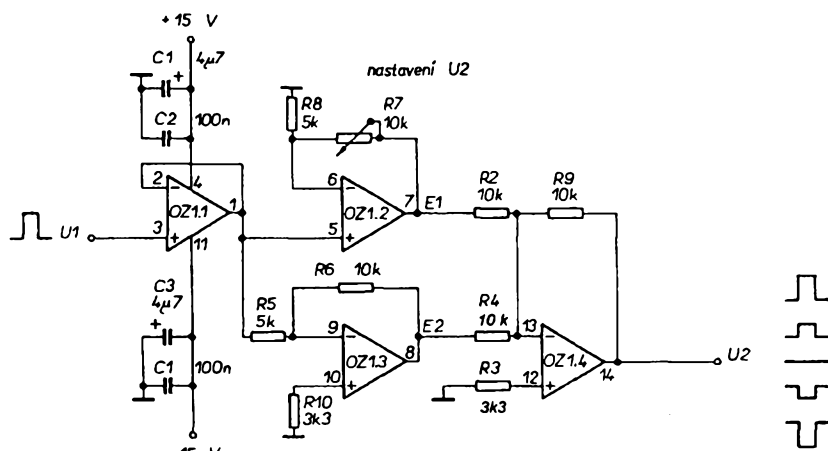 + 15 V
C1
4µ7
+
C2
100n
nastavení U2
R8
5k
R7
10k
2
−
4
OZ1.1
1
3
+
11
U1
6
−
OZ1.2
7
5
+
E1
R2
10k
R9
10k
R6
10k
R5
5k
C3
4µ7
+
C1
100n
9
−
OZ1.3
8
10
+
E2
R4
10k
R10
3k3
R3
3k3
13
−
OZ1.4
14
12
+
U2
15 V